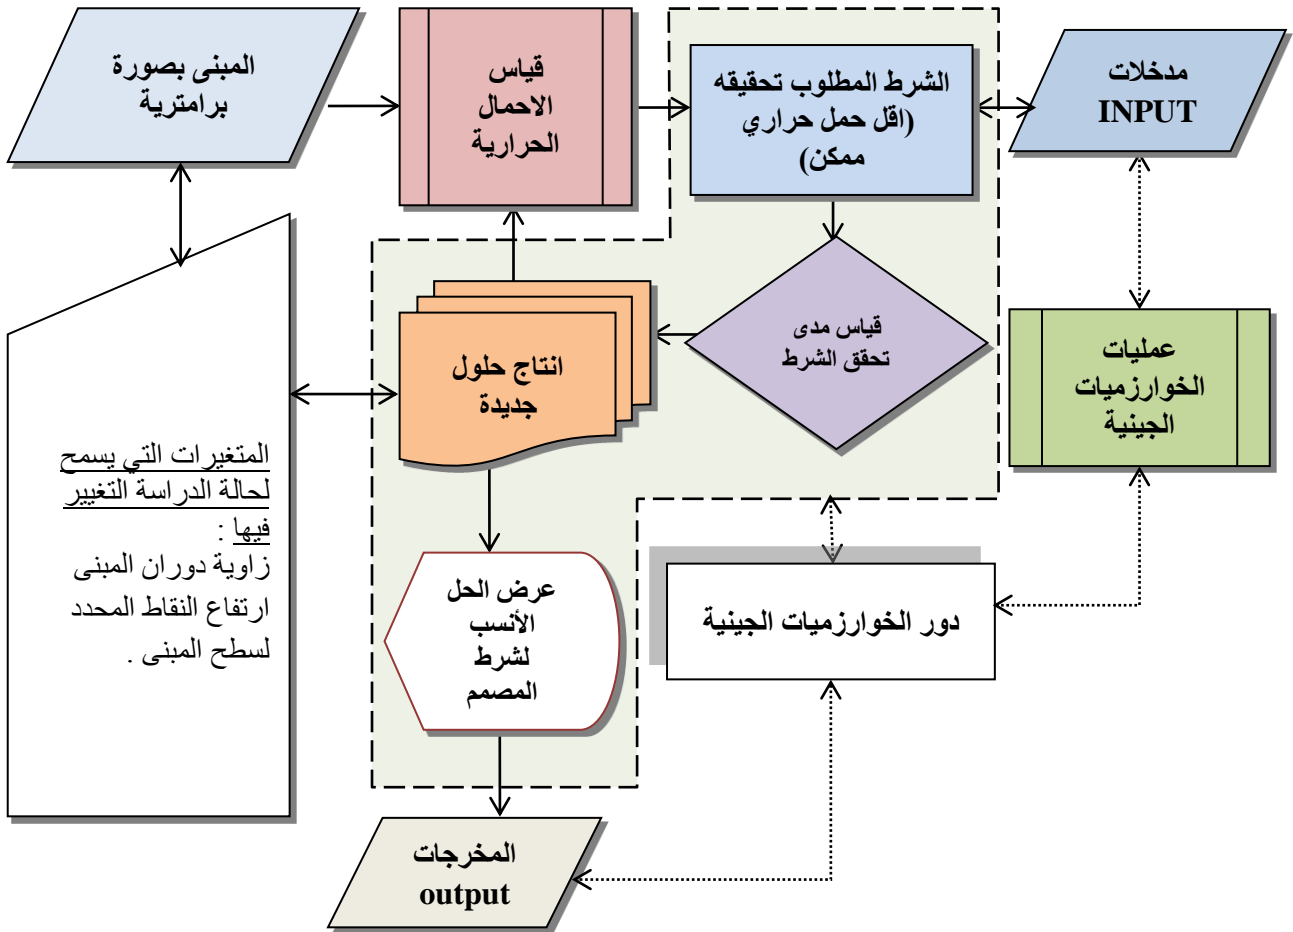 المبنى بصورة
برامترية
قياس
الاحمال
الحرارية
الشرط المطلوب تحقيقه
(اقل حمل حراري
ممكن)
مدخلات
INPUT
قياس مدى
تحقق الشرط
انتاج حلول
جديدة
عمليات
الخوارزميات
الجينية
المتغيرات التي يسمح
لحالة الدراسة التغيير
فيها :
زاوية دوران المبنى
ارتفاع النقاط المحدد
لسطح المبنى .
عرض الحل
الأنسب
لشرط
المصمم
دور الخوارزميات الجينية
المخرجات
output